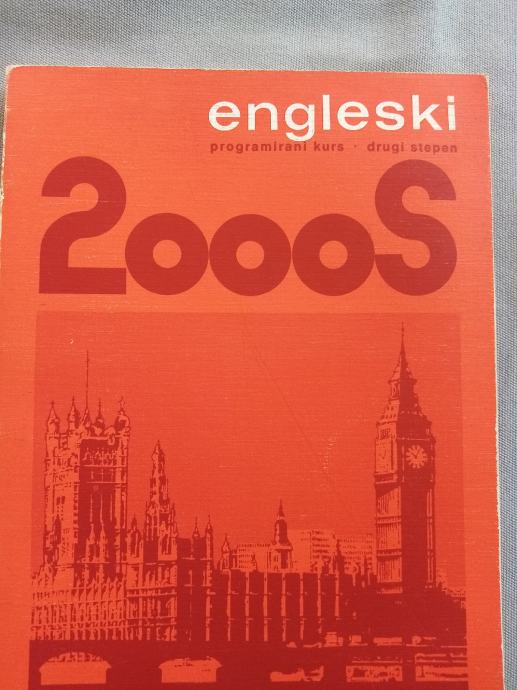 engleski
programirani kurs · drugi stepen
2000S